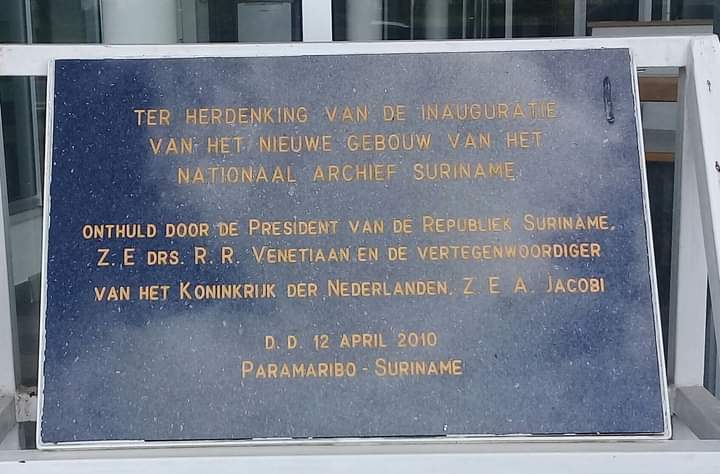 TER HERDENKING VAN DE INAUGURATIE
VAN HET NIEUWE GEBOUW VAN HET
NATIONAAL ARCHIEF SURINAME
ONTHULD DOOR DE PRESIDENT VAN DE REPUBLIEK SURINAME,
Z. E DRS. R. R. VENETIAAN EN DE VERTEGENWOORDIGER
VAN HET KONINKRIJK DER NEDERLANDEN, Z. E A. JACOBI
D. D. 12 APRIL 2010
PARAMARIBO - SURINAME